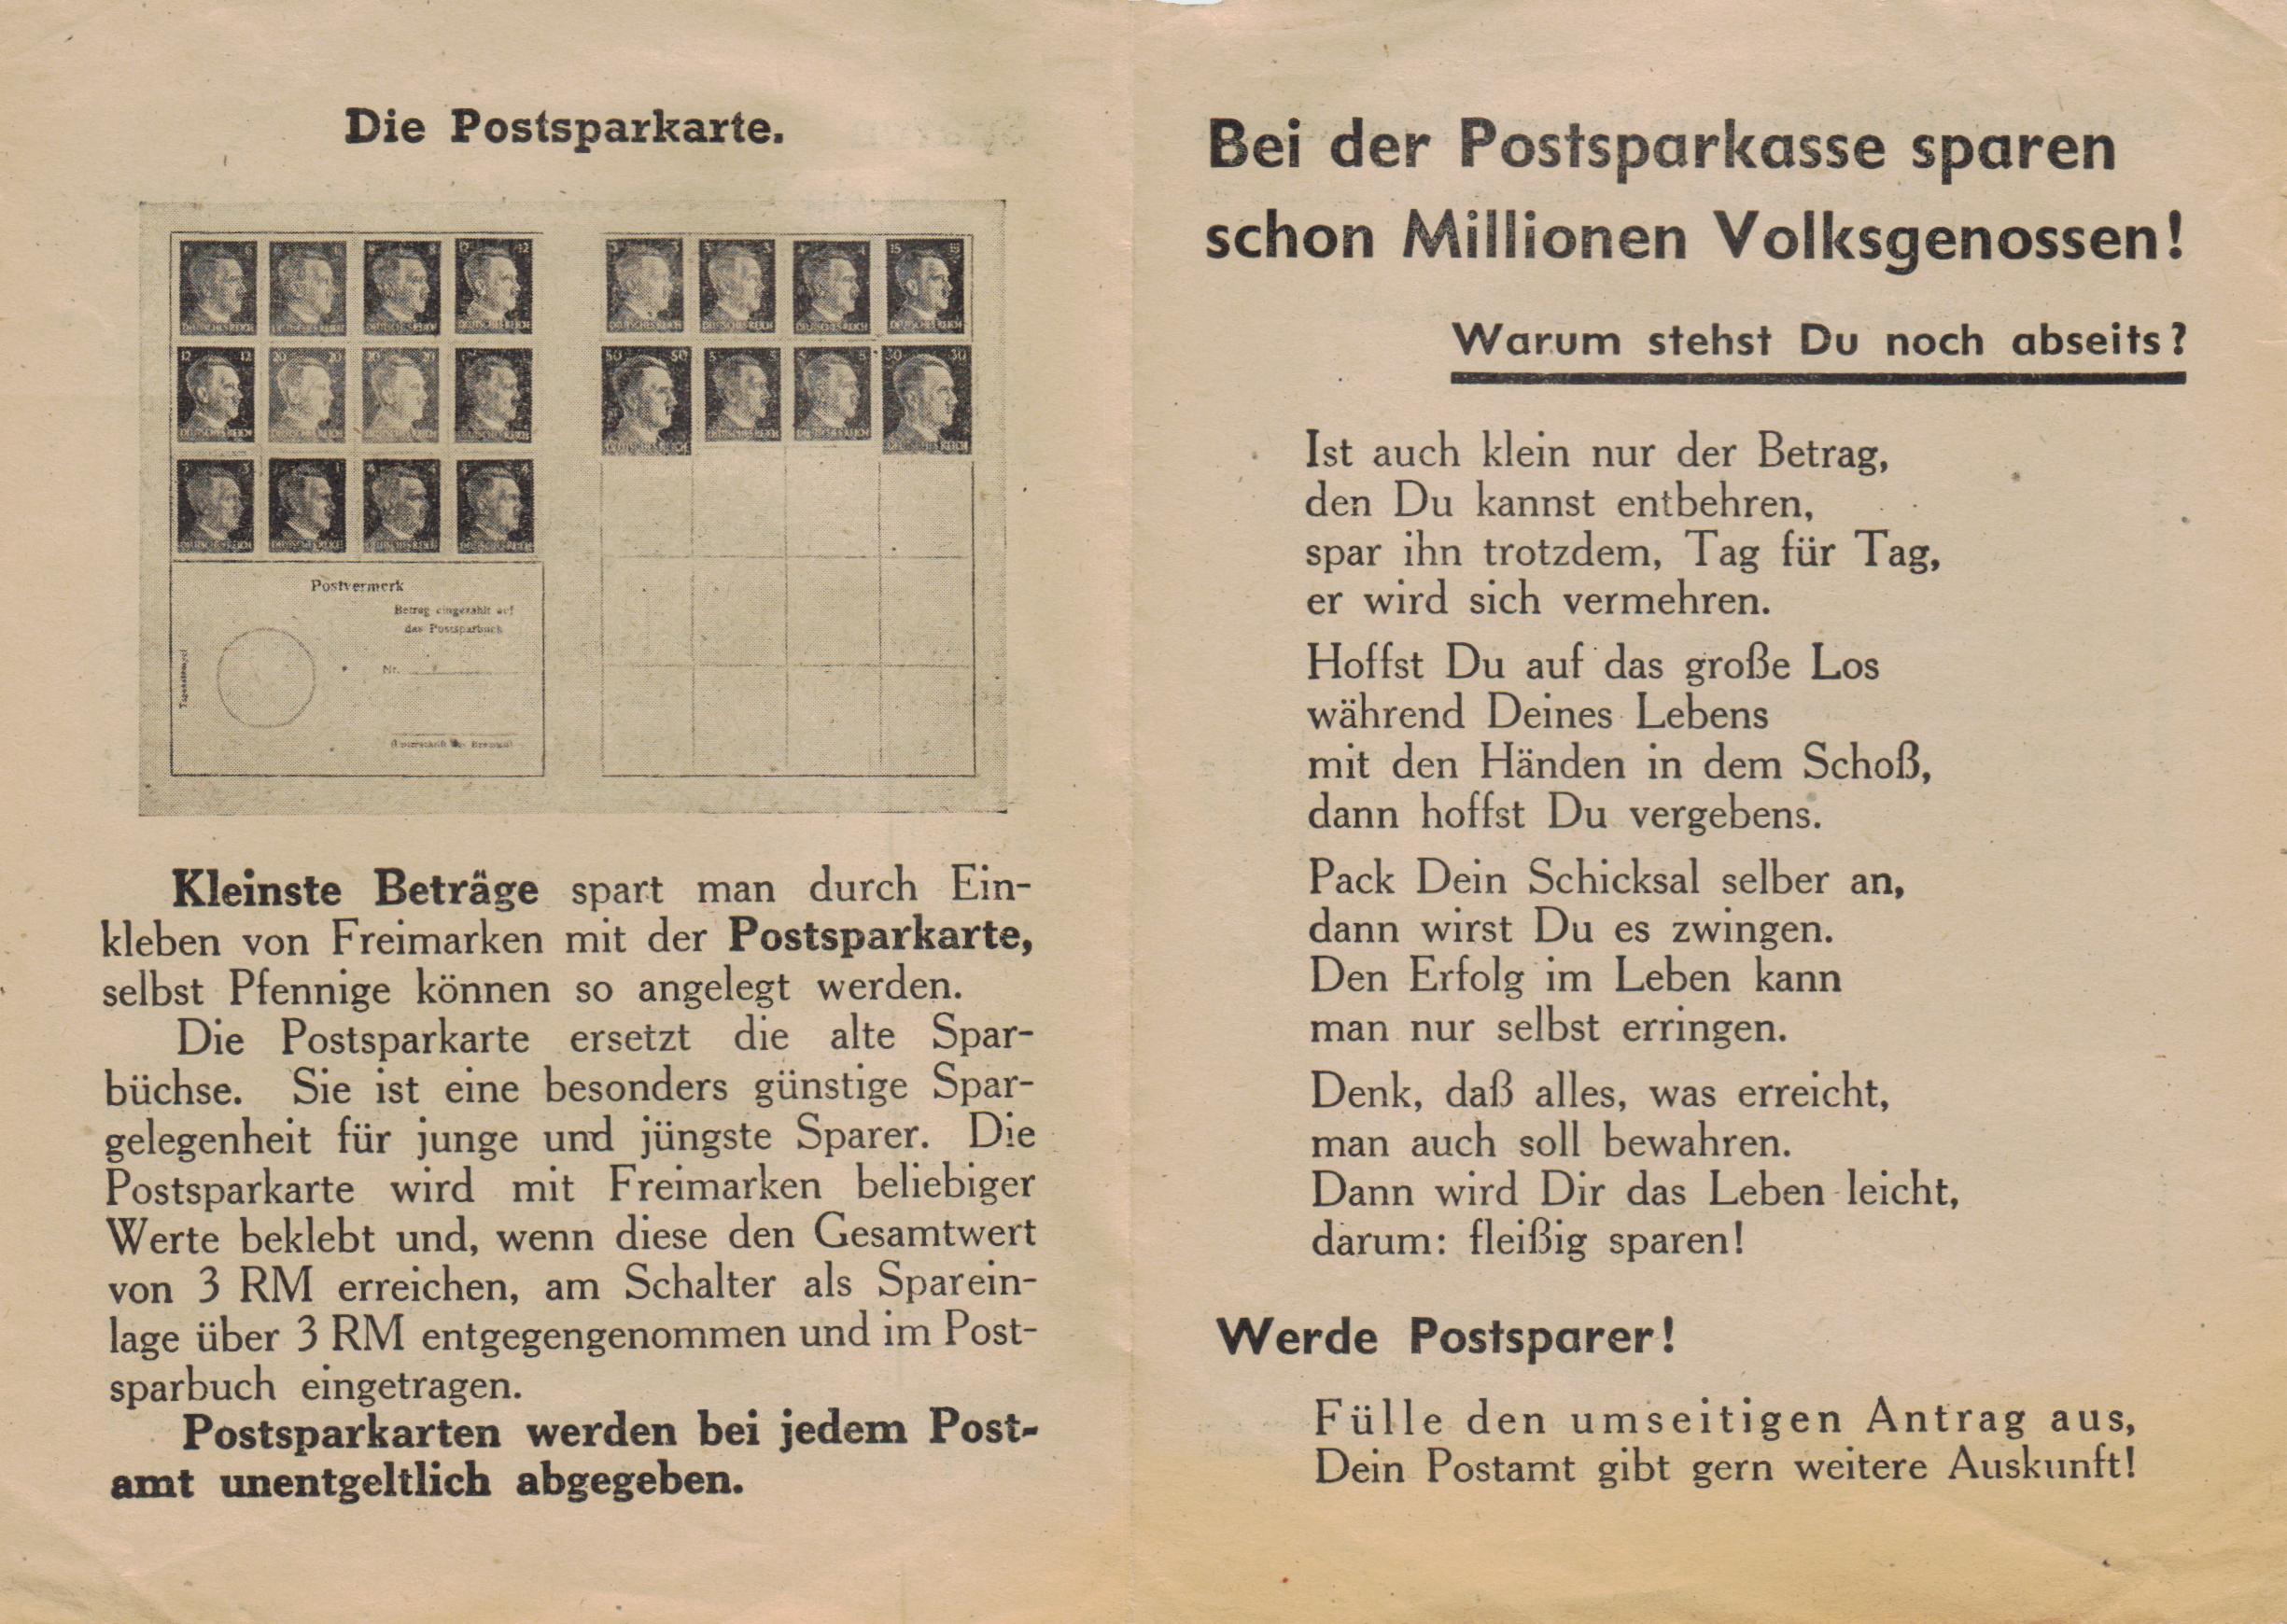 Die Postsparkarte.
Postvermerk
Betrag eingezahlt auf
das Postsparbuch
Nr.
Kleinste Beträge spart man durch Ein-
kleben von Freimarken mit der Postsparkarte,
selbst Pfennige können so angelegt werden.
Die Postsparkarte ersetzt die alte Spar-
büchse. Sie ist eine besonders günstige Spar-
gelegenheit für junge und jüngste Sparer. Die
Postsparkarte wird mit Freimarken beliebiger
Werte beklebt und, wenn diese den Gesamtwert
von 3 RM erreichen, am Schalter als Sparein-
lage über 3 RM entgegengenommen und im Post-
sparbuch eingetragen.
Postsparkarten werden bei jedem Post-
amt unentgeltlich abgegeben.
Bei der Postsparkasse sparen
schon Millionen Volksgenossen!
Warum stehst Du noch abseits?
Ist auch klein nur der Betrag,
den Du kannst entbehren,
spar ihn trotzdem, Tag für Tag,
er wird sich vermehren.
Hoffst Du auf das große Los
während Deines Lebens
mit den Händen in dem Schoß,
dann hoffst Du vergebens.
Pack Dein Schicksal selber an,
dann wirst Du es zwingen.
Den Erfolg im Leben kann
man nur selbst erringen.
Denk, daß alles, was erreicht,
man auch soll bewahren.
Dann wird Dir das Leben leicht,
darum: fleißig sparen!
Werde Postsparer!
Fülle den umseitigen Antrag aus,
Dein Postamt gibt gern weitere Auskunft!